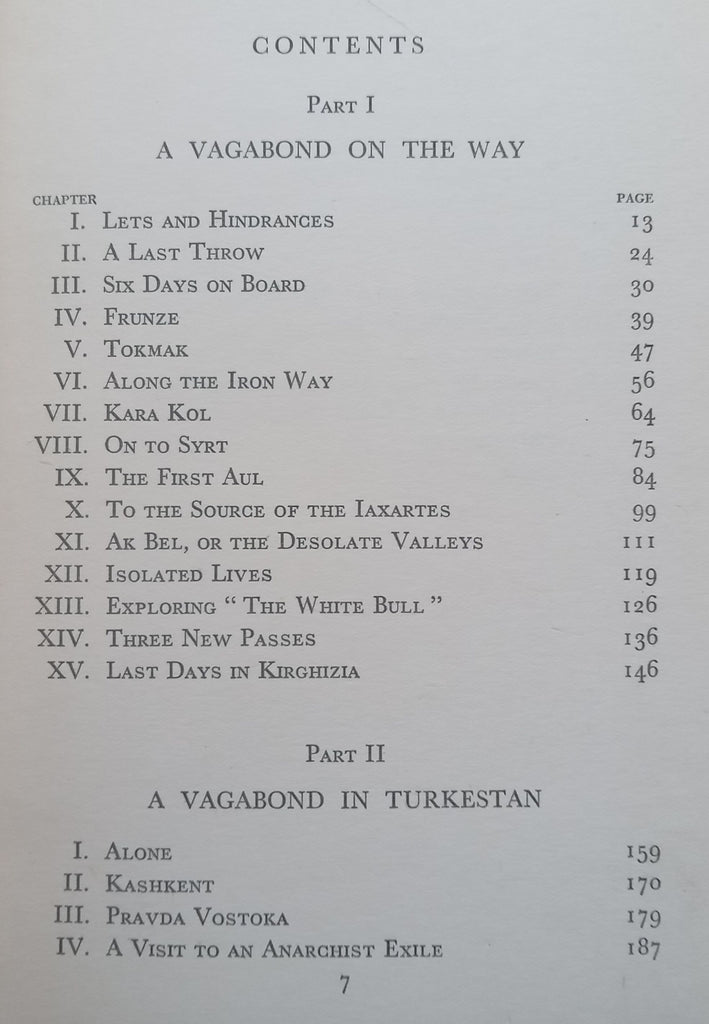 CONTENTS
PART I
A VAGABOND ON THE WAY
CHAPTER PAGE
I. LETS AND HINDRANCES 13
II. A LAST THROW 24
III. SIX DAYS ON BOARD 30
IV. FRUNZE 39
V. TOKMAK 47
VI. ALONG THE IRON WAY 56
VII. KARA KOL 64
VIII. ON TO SYRT 75
IX. THE FIRST AUL 84
X. TO THE SOURCE OF THE IAXARTES 99
XI. AK BEL, OR THE DESOLATE VALLEYS 111
XII. ISOLATED LIVES 119
XIII. EXPLORING “ THE WHITE BULL ” 126
XIV. THREE NEW PASSES 136
XV. LAST DAYS IN KIRGHIZIA 146
PART II
A VAGABOND IN TURKESTAN
I. ALONE 159
II. KASHKENT 170
III. PRAVDA VOSTOKA 179
IV. A VISIT TO AN ANARCHIST EXILE 187
7